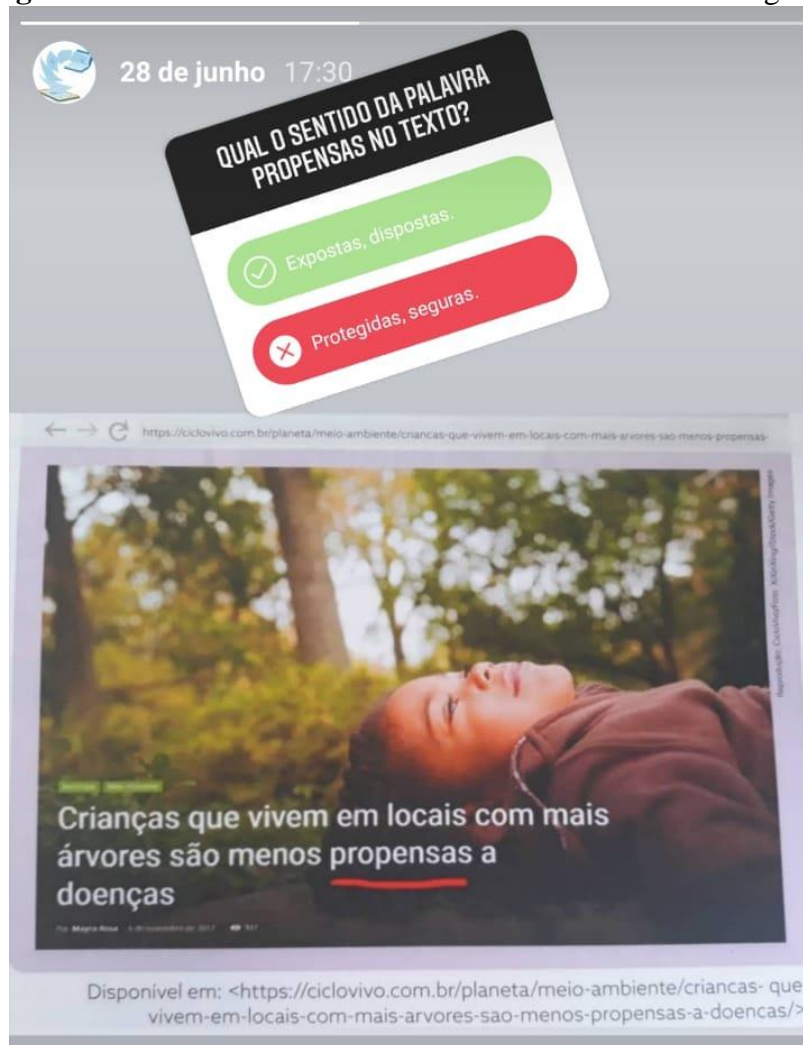 28 de junho 17:30
QUAL O SENTIDO DA PALAVRA
PROPENSAS NO TEXTO?
Expostas, dispostas.
Protegidas, seguras.
https://ciclovivo.com.br/planeta/meio-ambiente/criancas-que-vivem-em-locais-com-mais-arvores-sao-menos-propensas-
Crianças que vivem em locais com mais
árvores são menos propensas a
doenças
Por Mayra Rosa
Disponível em: <https://ciclovivo.com.br/planeta/meio-ambiente/criancas- que
vivem-em-locais-com-mais-arvores-sao-menos-propensas-a-doencas/>